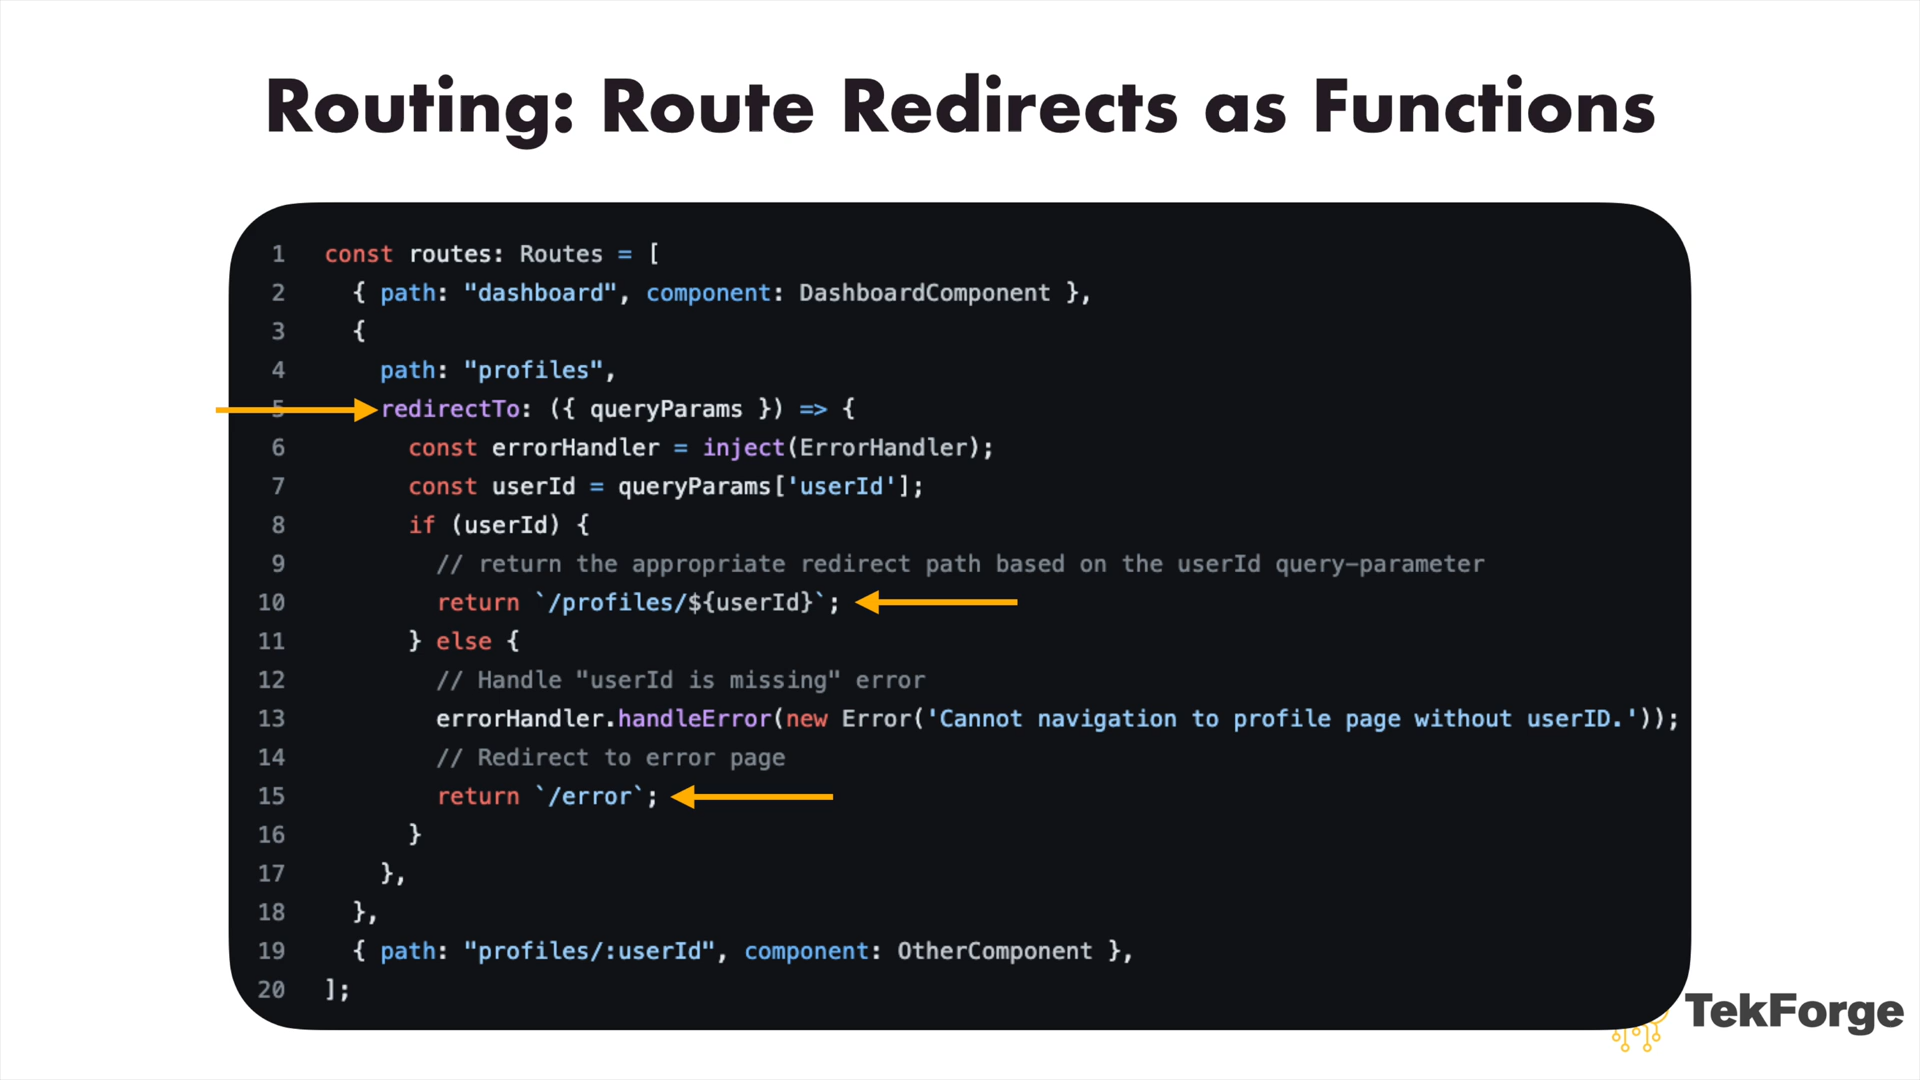 Routing: Route Redirects as Functions
1 const routes: Routes = [
2 { path: "dashboard", component: DashboardComponent },
3 {
4 path: "profiles",
5 redirectTo: ({ queryParams }) => {
6 const errorHandler = inject(ErrorHandler);
7 const userId = queryParams['userId'];
8 if (userId) {
9 // return the appropriate redirect path based on the userId query-parameter
10 return `/profiles/${userId}`;
11 } else {
12 // Handle "userId is missing" error
13 errorHandler.handleError(new Error('Cannot navigation to profile page without userID.'));
14 // Redirect to error page
15 return `/error`;
16 }
17 },
18 },
19 { path: "profiles/:userId", component: OtherComponent },
20 ];
TekForge